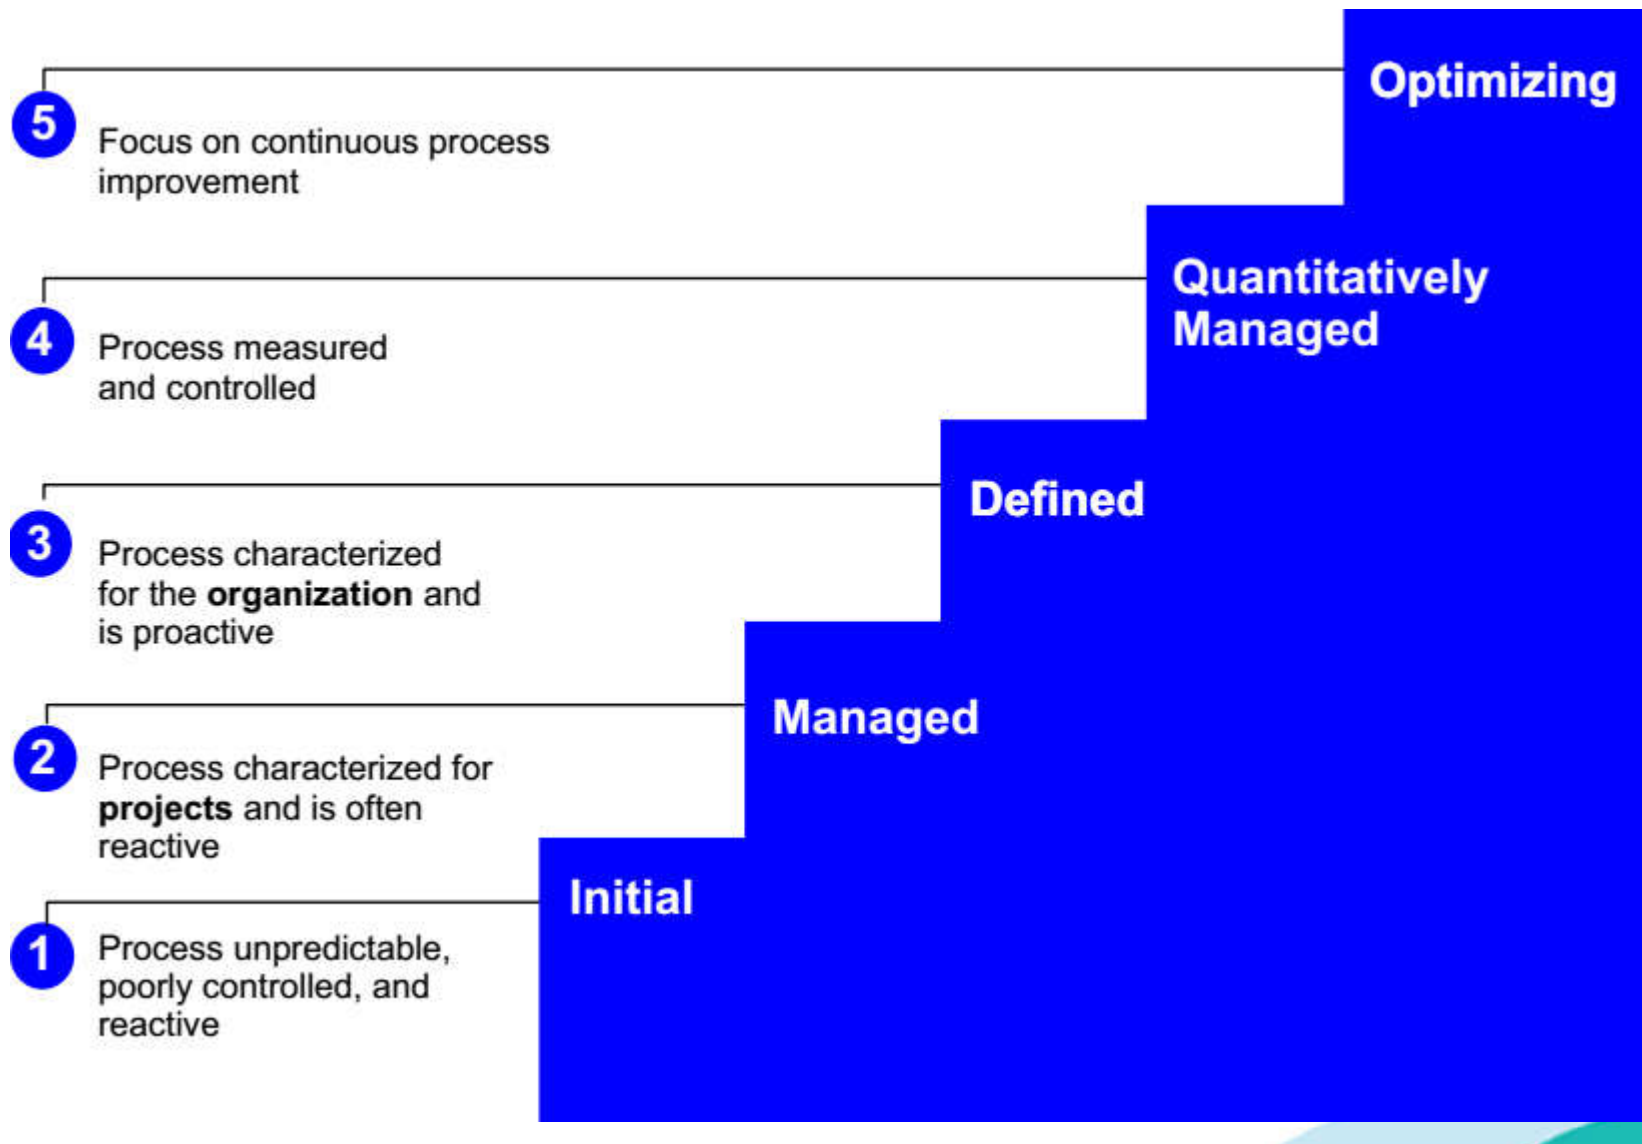 Optimizing
5
Focus on continuous process
improvement
Quantitatively
Managed
4
Process measured
and controlled
Defined
3
Process characterized
for the organization and
is proactive
Managed
2
Process characterized for
projects and is often
reactive
Initial
1
Process unpredictable,
poorly controlled, and
reactive